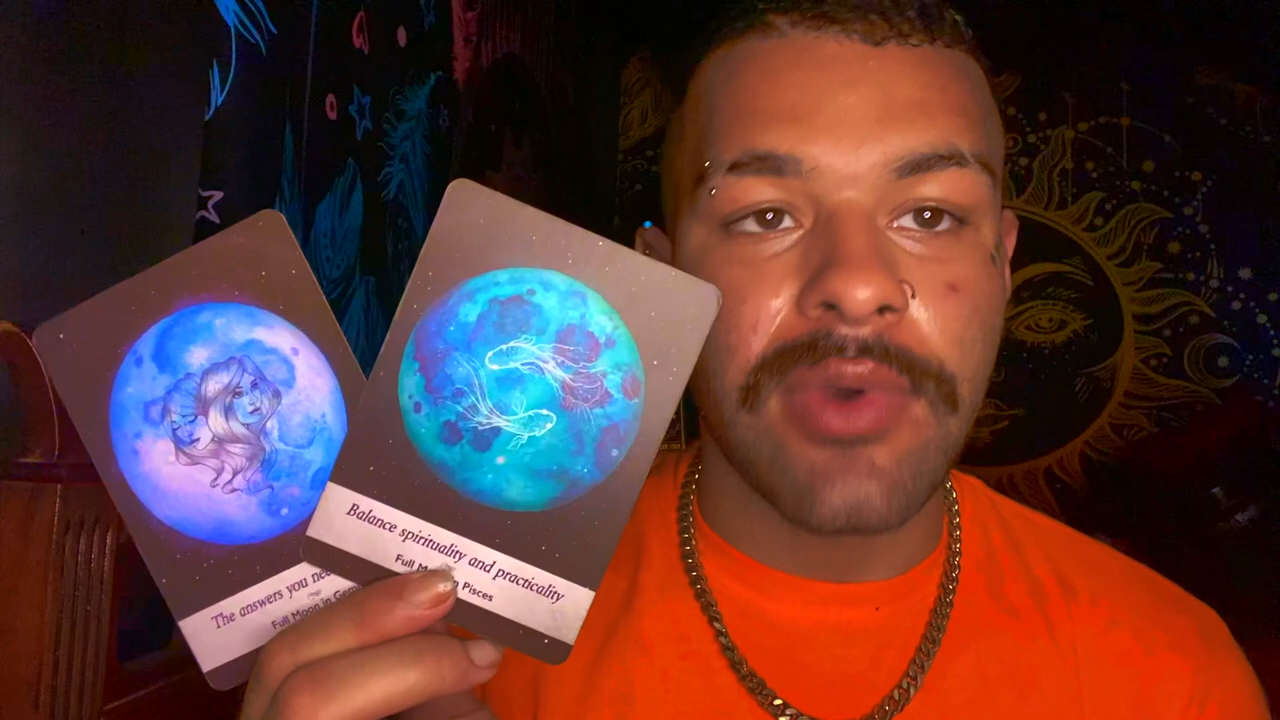 The answers you
Full Moon in
Balance spirituality and practicality
Full Pisces